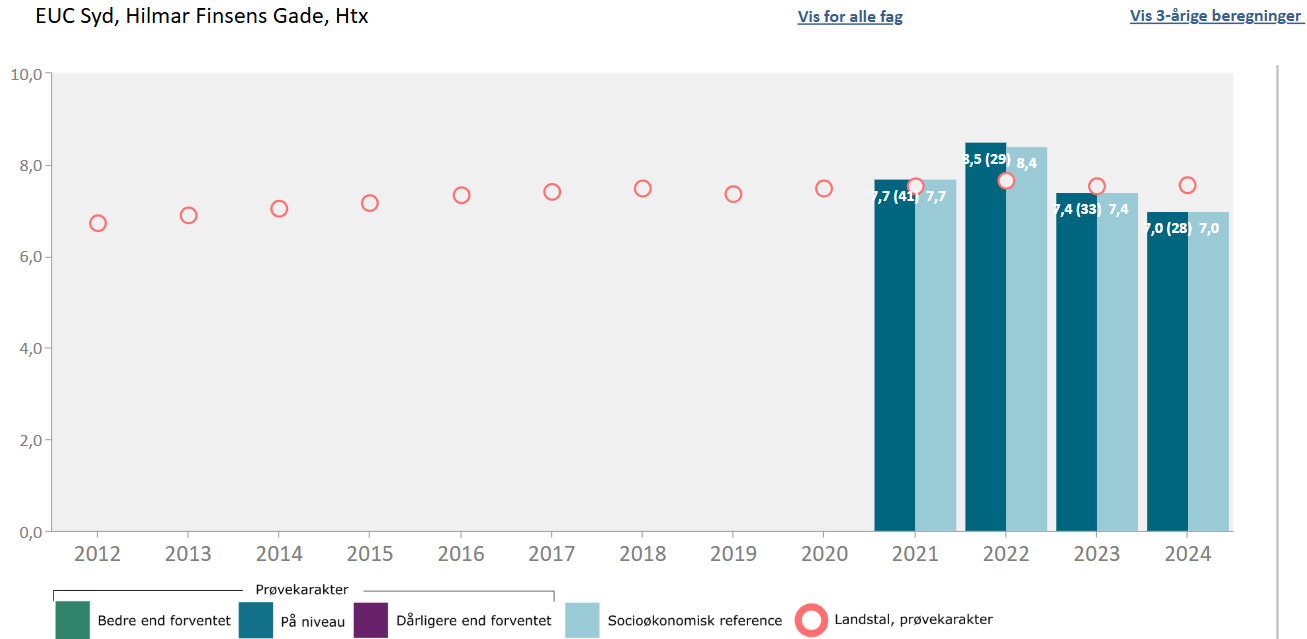 EUC Syd, Hilmar Finsens Gade, Htx
Vis for alle fag
Vis 3-årige beregninger
10,0
8,0
6,0
4,0
2,0
0,0
7,7 (41) 7,7
8,5 (29) 8,4
7,4 (33) 7,4
7,0 (28) 7,0
2012 2013 2014 2015 2016 2017 2018 2019 2020 2021 2022 2023 2024
Prøvekarakter
Bedre end forventet På niveau Dårligere end forventet Socioøkonomisk reference Landstal, prøvekarakter